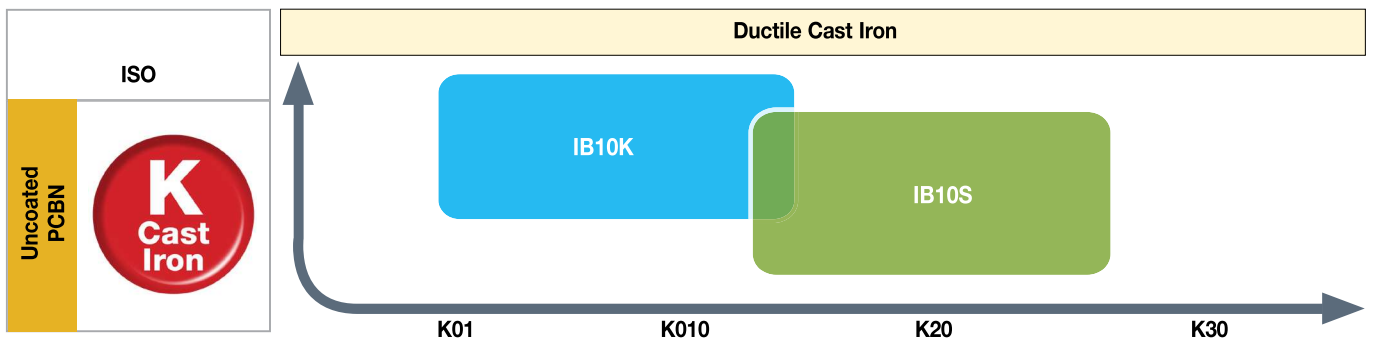 Ductile Cast Iron
ISO
Uncoated
PCBN
K
Cast
Iron
IB10K
IB10S
K01 K010 K20 K30